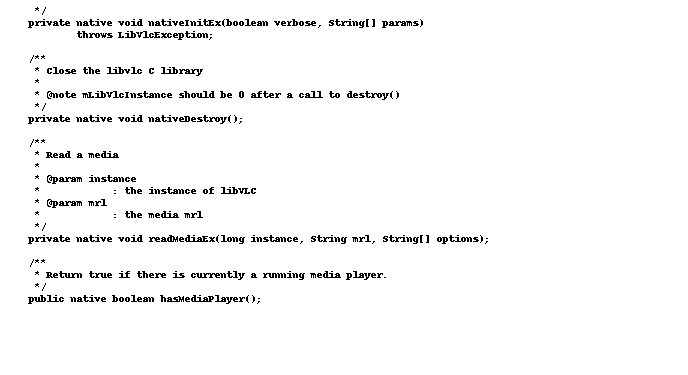 */
private native void nativeInitEx(boolean verbose, String[] params)
throws LibVlcException;
/**
* Close the libvlc C library
*
* @note mLibVlcInstance should be 0 after a call to destroy()
*/
private native void nativeDestroy();
/**
* Read a media
*
* @param instance
* : the instance of libVLC
* @param mrl
* : the media mrl
*/
private native void readMediaEx(long instance, String mrl, String[] options);
/**
* Return true if there is currently a running media player.
*/
public native boolean hasMediaPlayer();